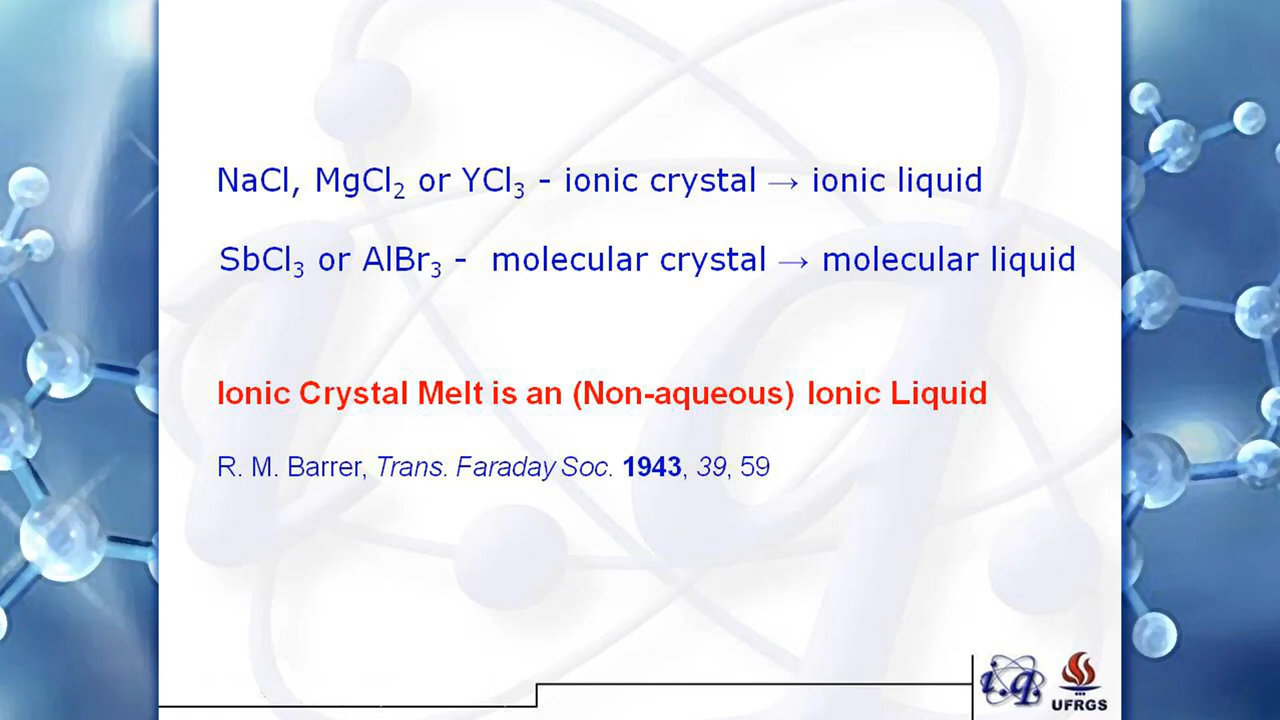 NaCl, MgCl₂ or YCl₃ - ionic crystal → ionic liquid
SbCl₃ or AlBr₃ - molecular crystal → molecular liquid
Ionic Crystal Melt is an (Non-aqueous) Ionic Liquid
R. M. Barrer, Trans. Faraday Soc. 1943, 39, 59
i.q.
UFRGS